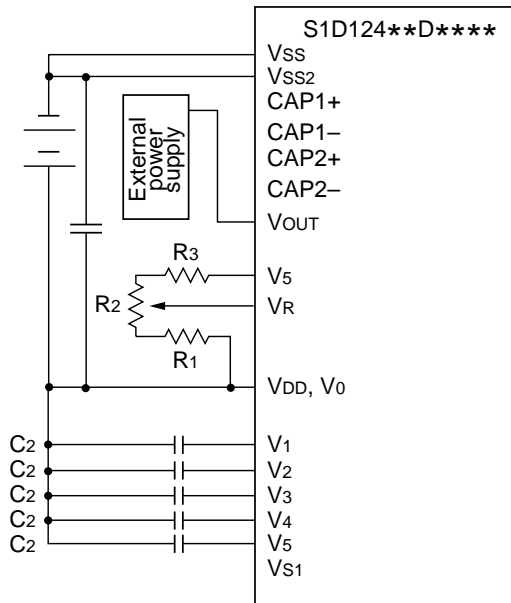 S1D124**D****
VSS
VSS2
CAP1+
CAP1–
CAP2+
CAP2–
VOUT
External
power
supply
R3
V5
R2
VR
R1
VDD, V0
C2
V1
C2
V2
C2
V3
C2
V4
C2
V5
VS1